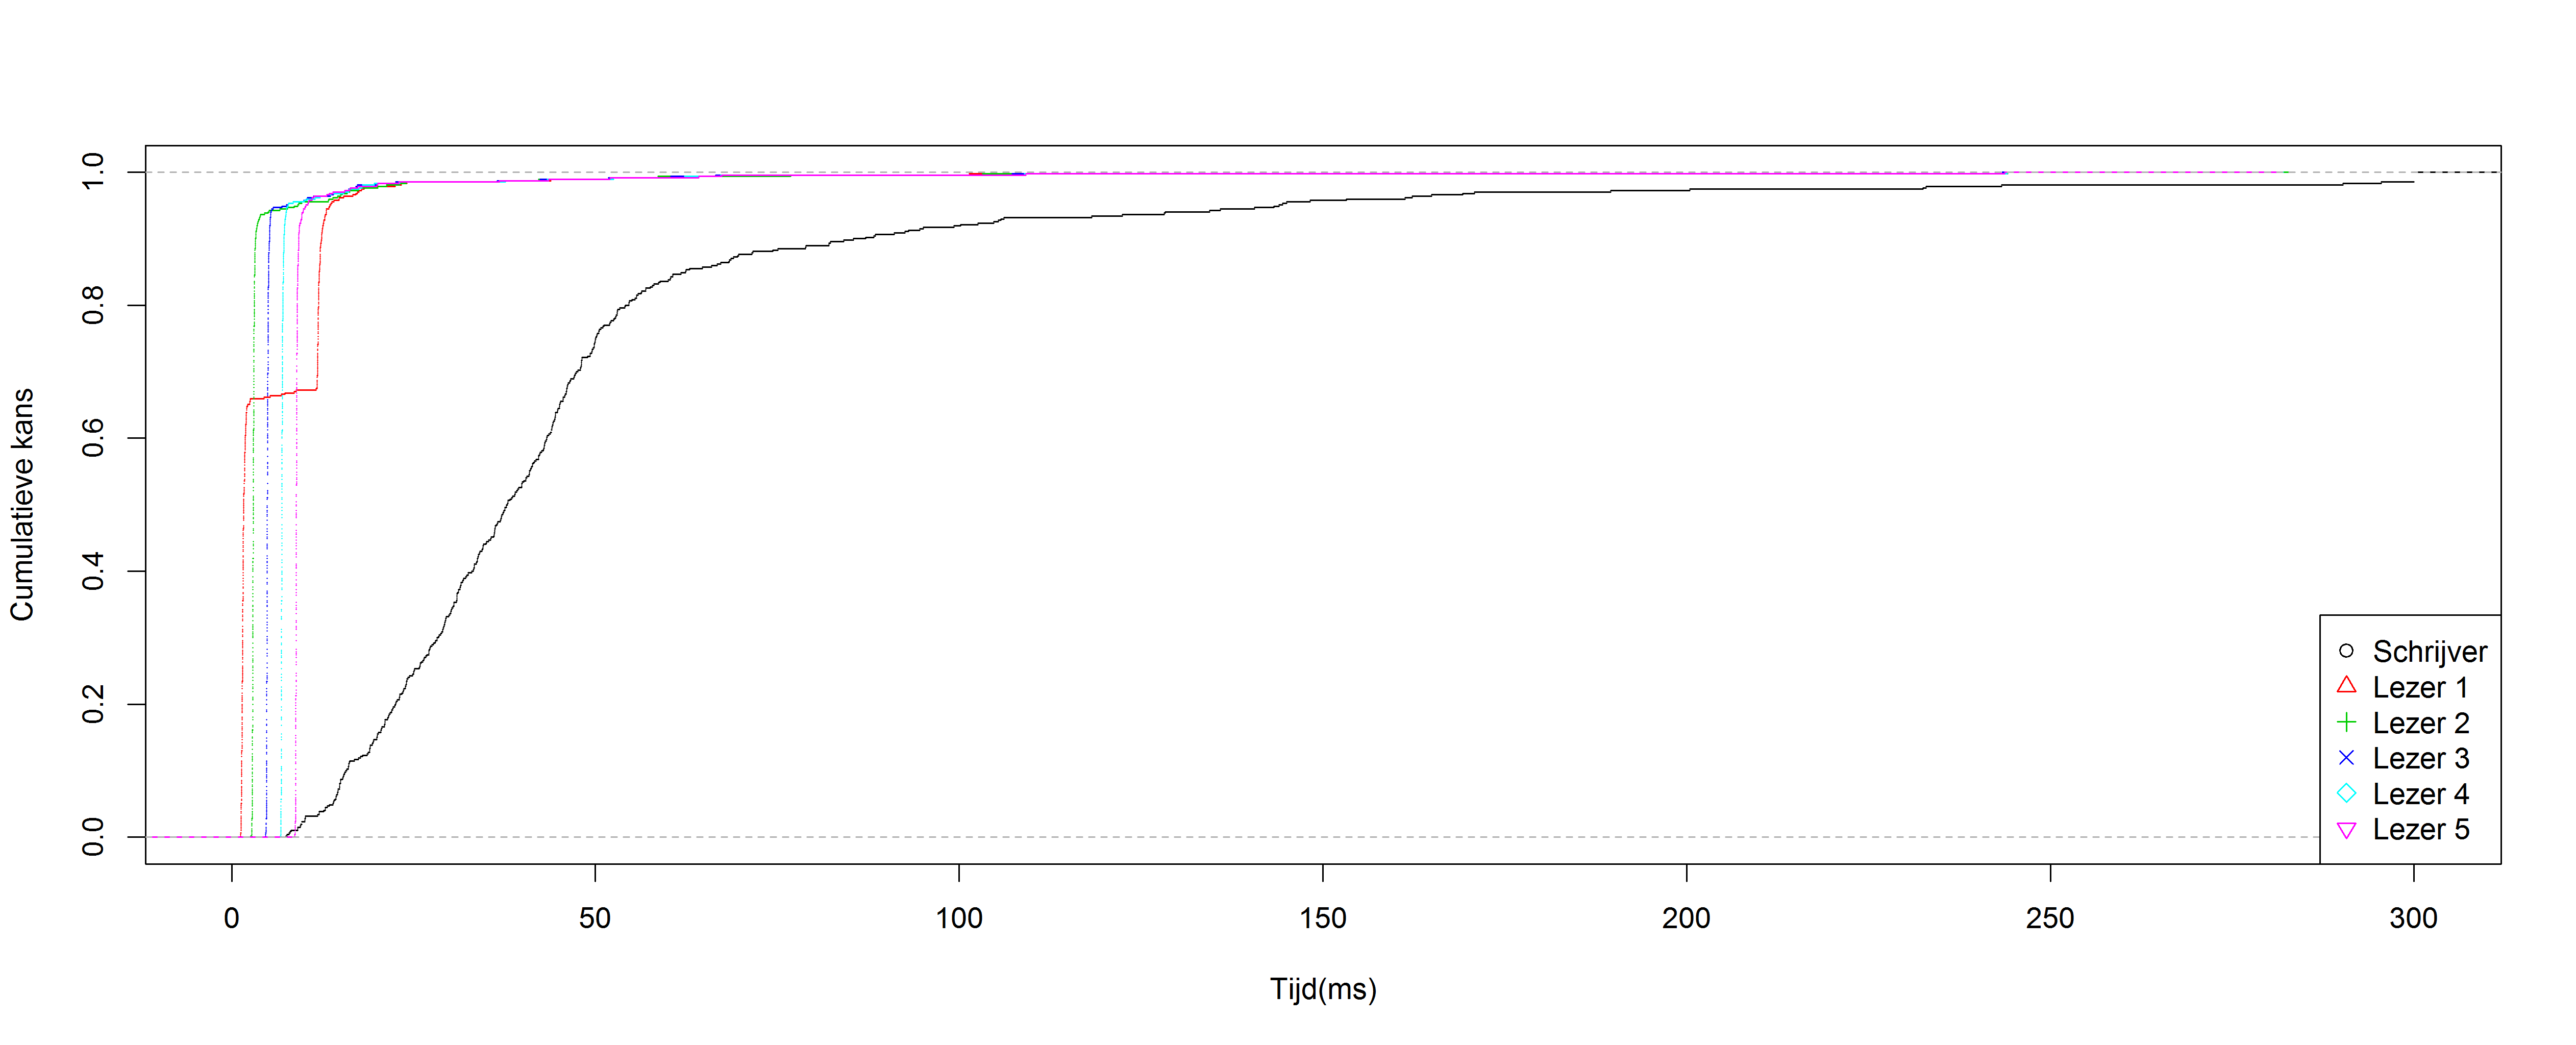 Cumulatieve kans
1.0
0.8
0.6
0.4
0.2
0.0
0 50 100 150 200 250 300
Tijd(ms)
Schrijver
Lezer 1
Lezer 2
Lezer 3
Lezer 4
Lezer 5